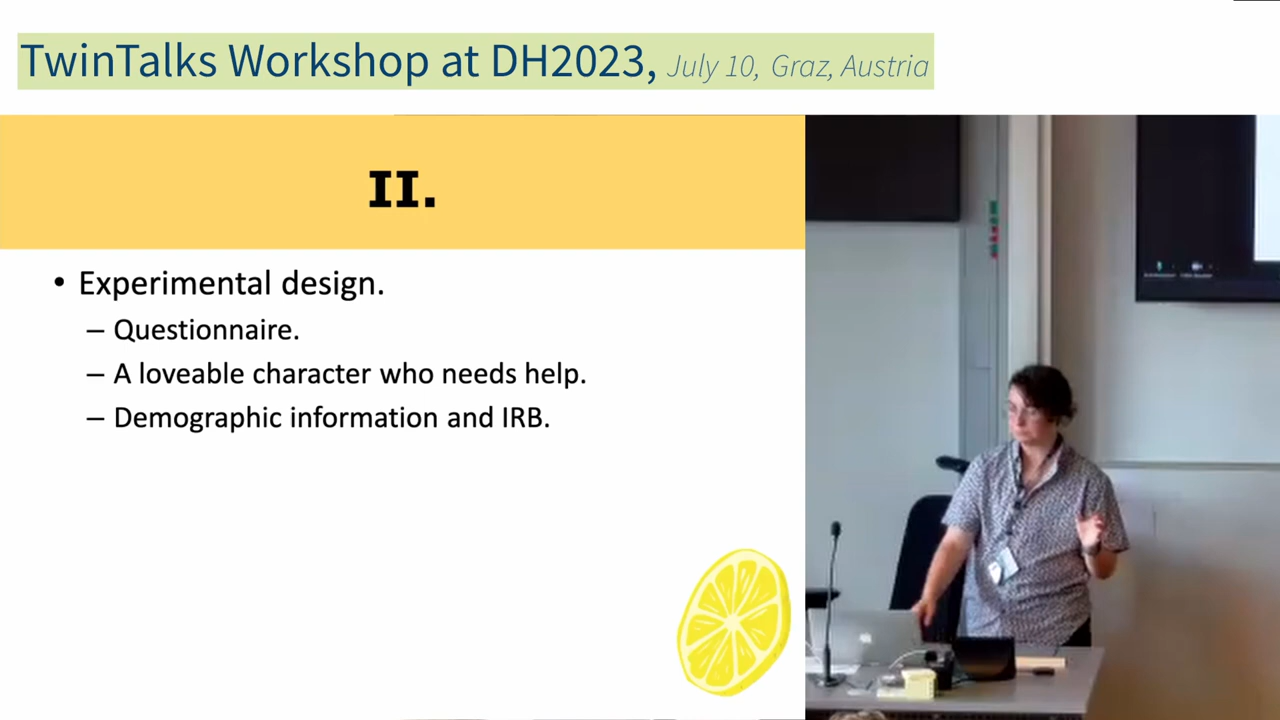 TwinTalks Workshop at DH2023, July 10, Graz, Austria
II.
• Experimental design.
– Questionnaire.
– A loveable character who needs help.
– Demographic information and IRB.